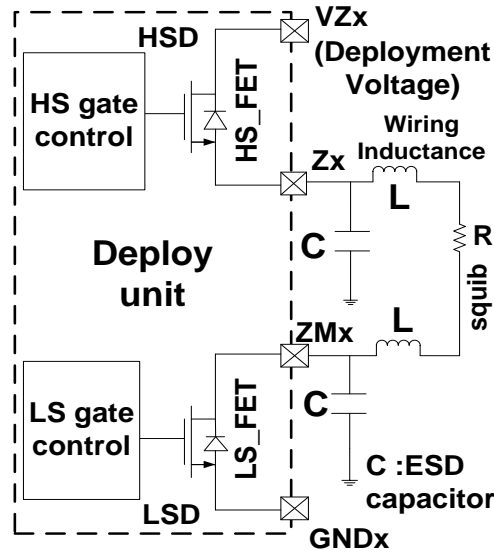 HSD
VZx
(Deployment
Voltage)
HS gate
control
HS_FET
Zx
Wiring
Inductance
L
C
R
squib
Deploy
unit
ZMx
L
C
LS gate
control
LS_FET
LSD
C :ESD
capacitor
GNDx